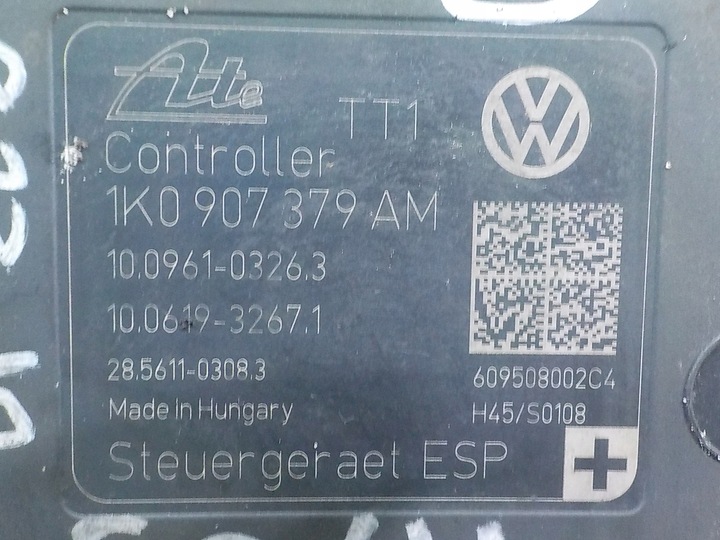 Ate
TT1
Controller
1K0 907 379 AM
10.0961-0326.3
10.0619-3267.1
28.5611-0308.3
609508002C4
Made in Hungary
H45/S0108
Steuergeraet ESP